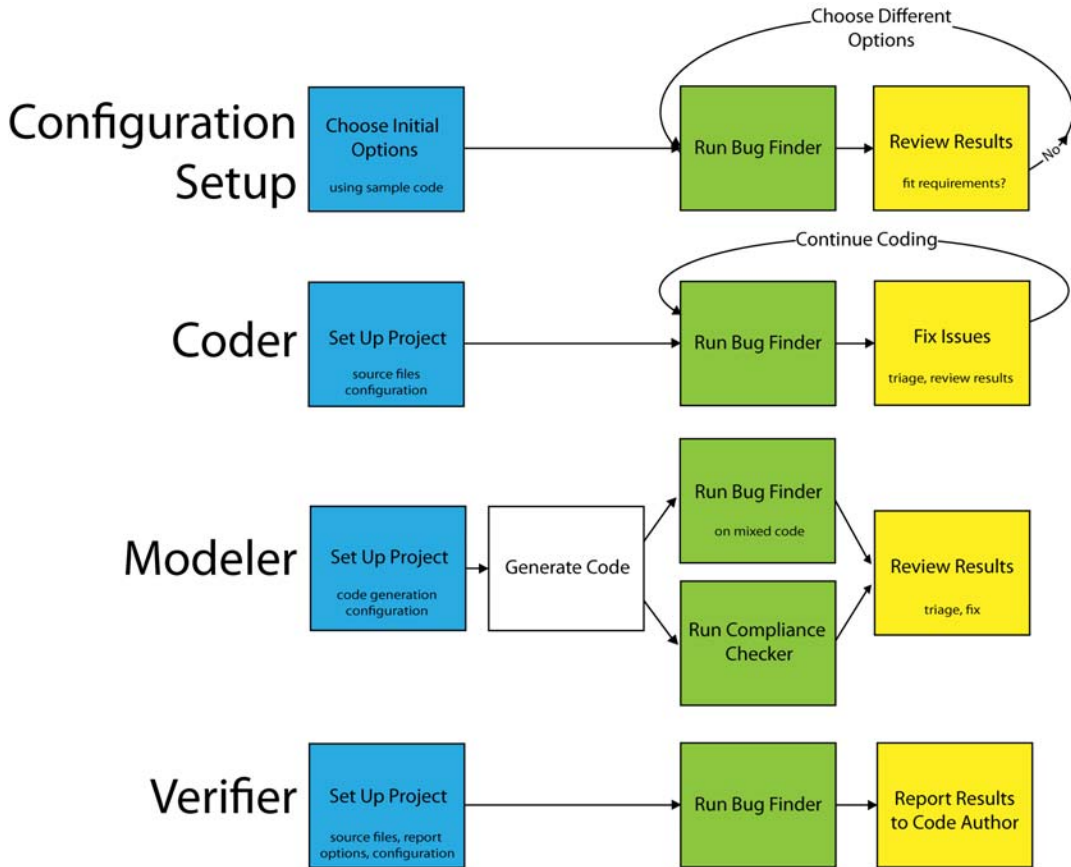 Choose Different
Options
Configuration
Setup
Choose Initial
Options
using sample code
Run Bug Finder
Review Results
fit requirements?
No
Continue Coding
Coder
Set Up Project
source files
configuration
Run Bug Finder
Fix Issues
triage, review results
Modeler
Set Up Project
code generation
configuration
Generate Code
Run Bug Finder
on mixed code
Run Compliance
Checker
Review Results
triage, fix
Verifier
Set Up Project
source files, report
options, configuration
Run Bug Finder
Report Results
to Code Author